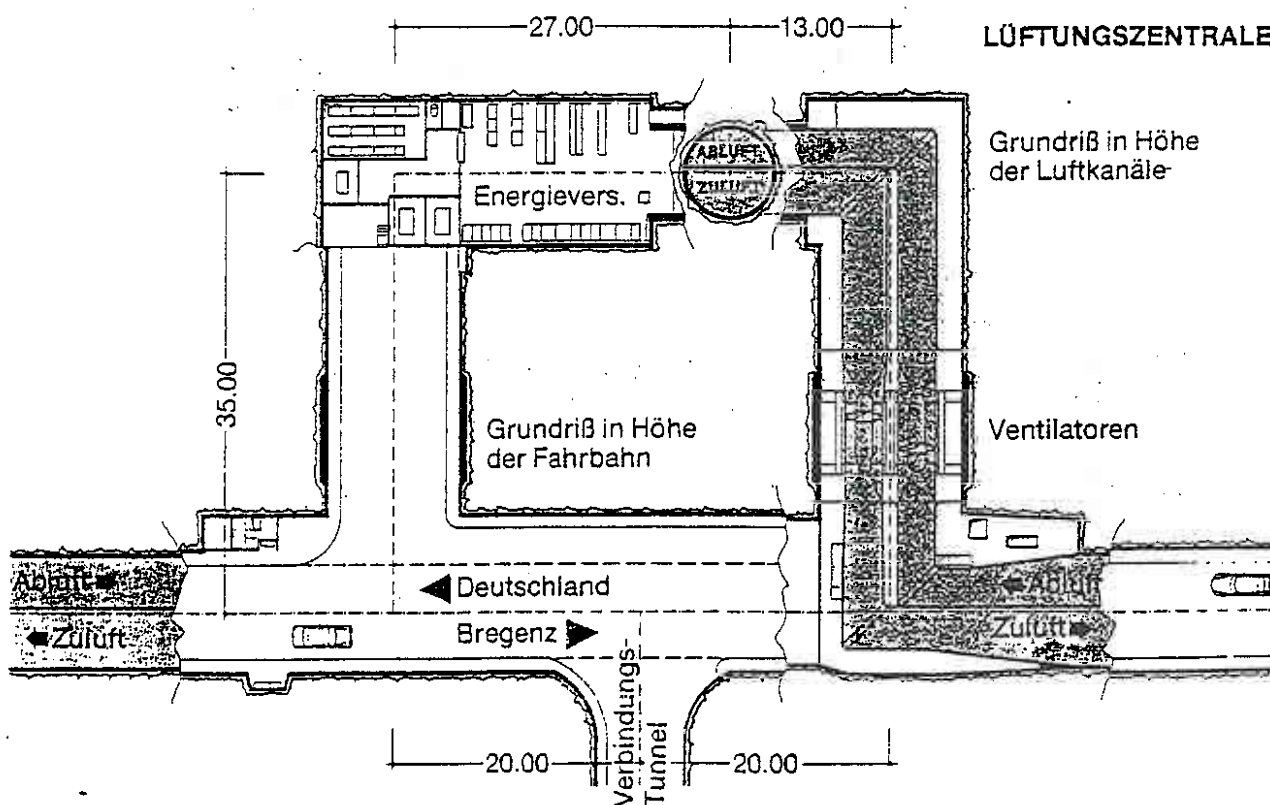 27.00
13.00
LÜFTUNGSZENTRALE
Grundriß in Höhe
der Luftkanäle
ABLUFT
ZULUFT
Energievers.
35.00
Grundriß in Höhe
der Fahrbahn
Ventilatoren
Abluft
Deutschland
Abluft
Zuluft
Bregenz
Zuluft
Verbindungs-
Tunnel
20.00
20.00